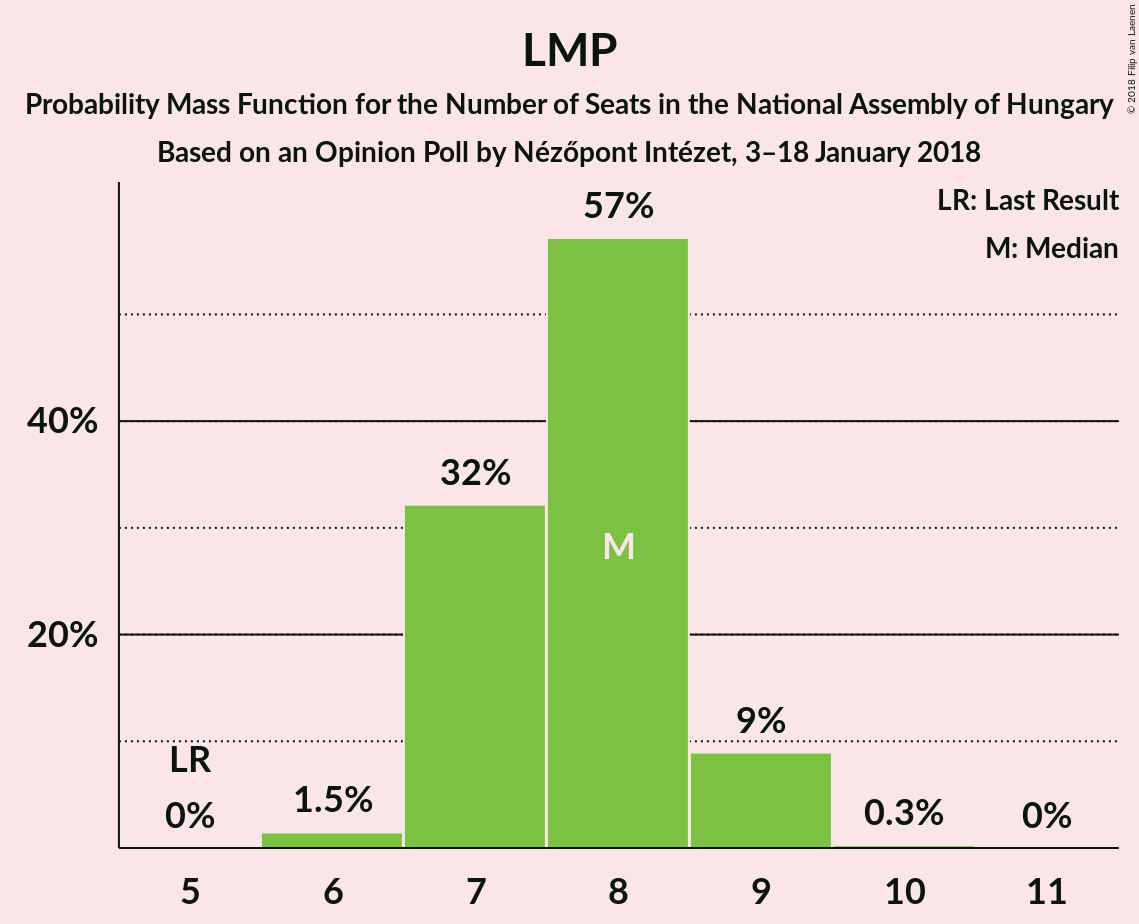 LMP
Probability Mass Function for the Number of Seats in the National Assembly of Hungary
Based on an Opinion Poll by Nézőpont Intézet, 3–18 January 2018
© 2018 Filip van Laenen
LR: Last Result
M: Median
57%
40%
32%
M
20%
9%
LR
0%
1.5%
0.3%
0%
5 6 7 8 9 10 11